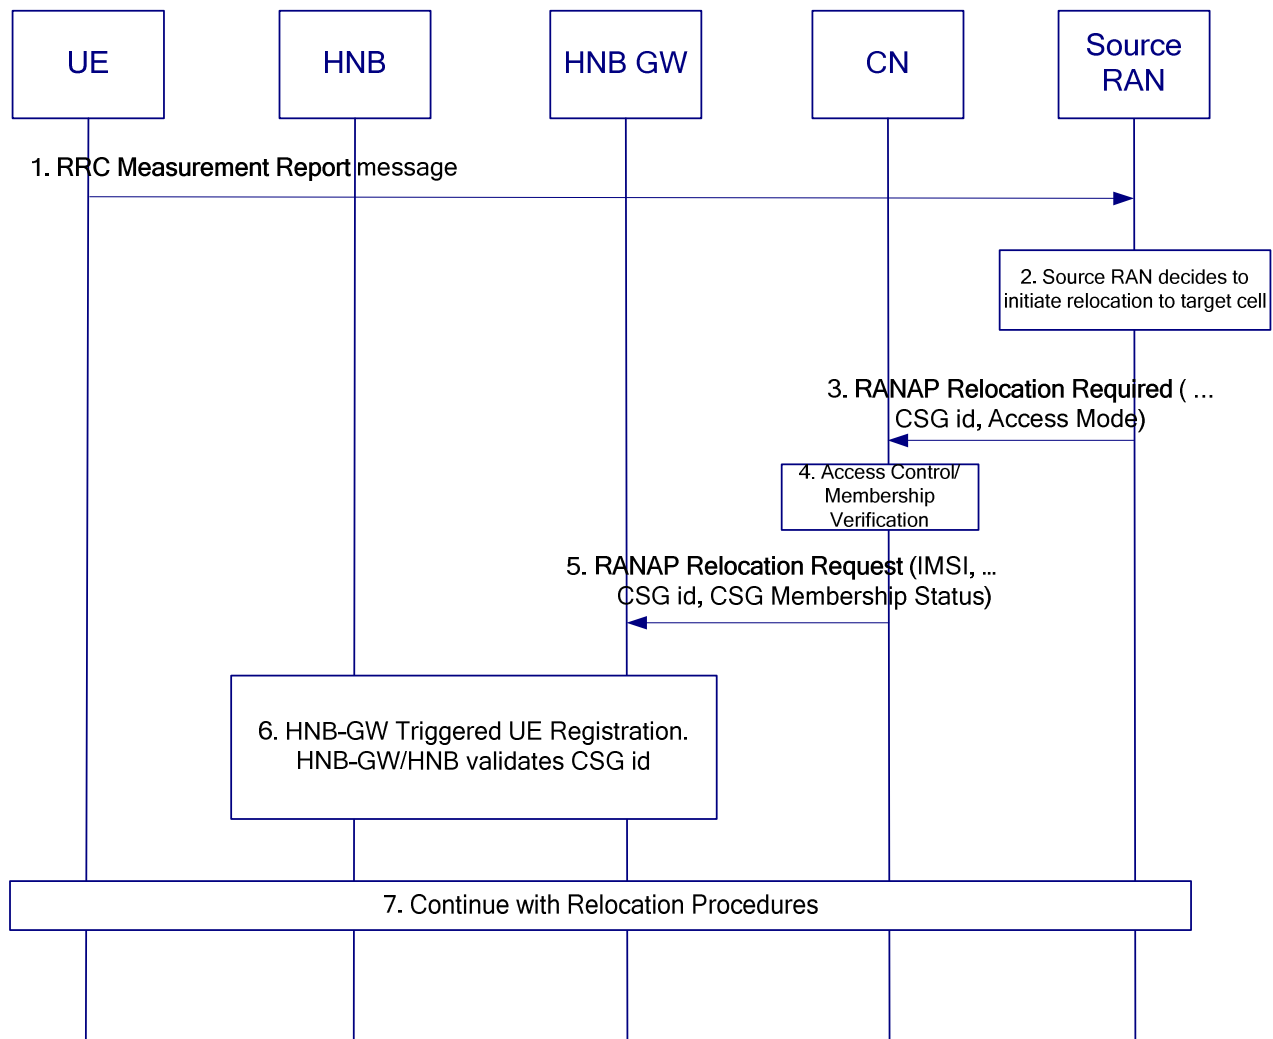 UE
HNB
HNB GW
CN
Source
RAN
1. RRC Measurement Report message
2. Source RAN decides to
initiate relocation to target cell
3. RANAP Relocation Required ( ...
CSG id, Access Mode)
4. Access Control/
Membership
Verification
5. RANAP Relocation Request (IMSI, ...
CSG id, CSG Membership Status)
6. HNB-GW Triggered UE Registration.
HNB-GW/HNB validates CSG id
7. Continue with Relocation Procedures